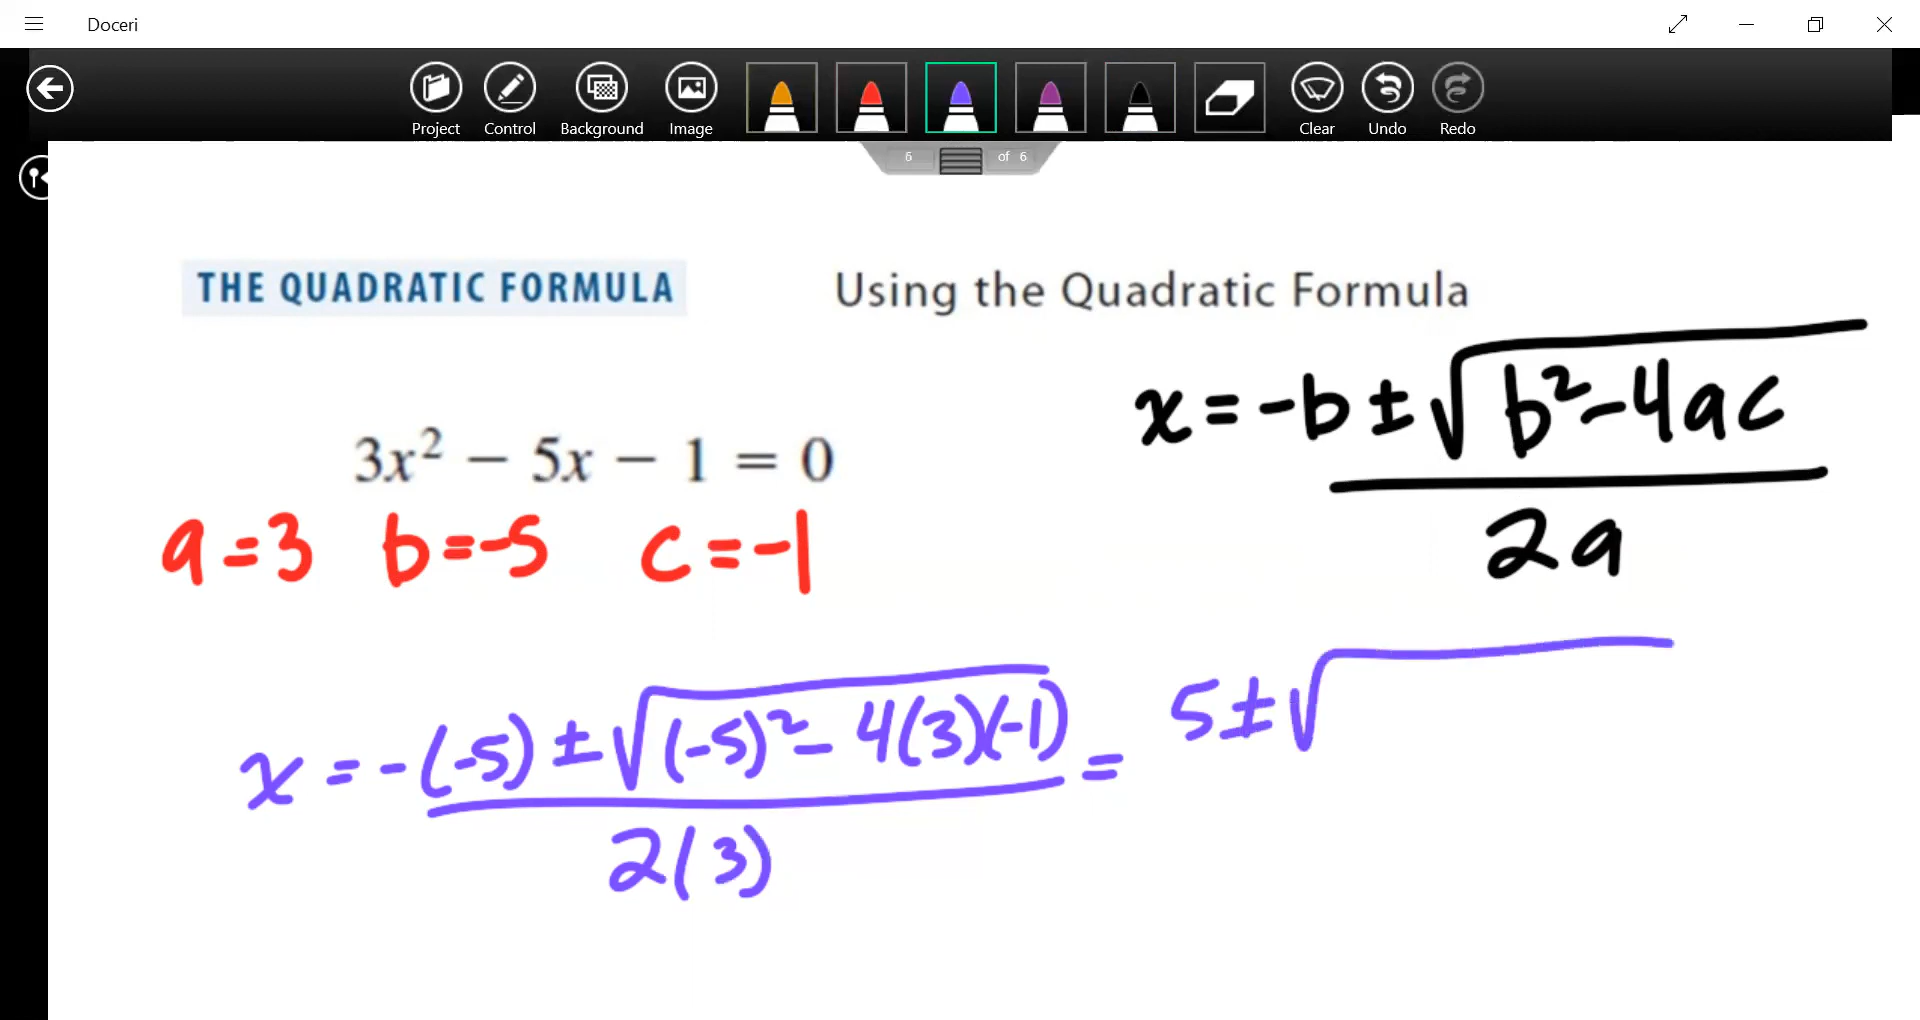 Doceri
Project Control Background Image Clear Undo Redo
6 of 6
THE QUADRATIC FORMULA
Using the Quadratic Formula
x = -b ± √b² - 4ac
2a
3x² − 5x − 1 = 0
a = 3 b = -5 c = -1
x = -(-5) ± √(-5)² - 4(3)(-1) = 5 ± √
2(3)